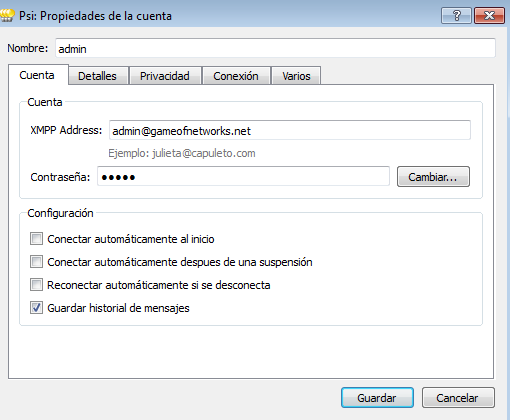 Psi: Propiedades de la cuenta
Nombre: admin
Cuenta Detalles Privacidad Conexión Varios
Cuenta
XMPP Address: admin@gameofnetworks.net
Ejemplo: julieta@capuleto.com
Contraseña: ●●●●● Cambiar...
Configuración
Conectar automáticamente al inicio
Conectar automáticamente despues de una suspensión
Reconectar automáticamente si se desconecta
Guardar historial de mensajes
Guardar Cancelar